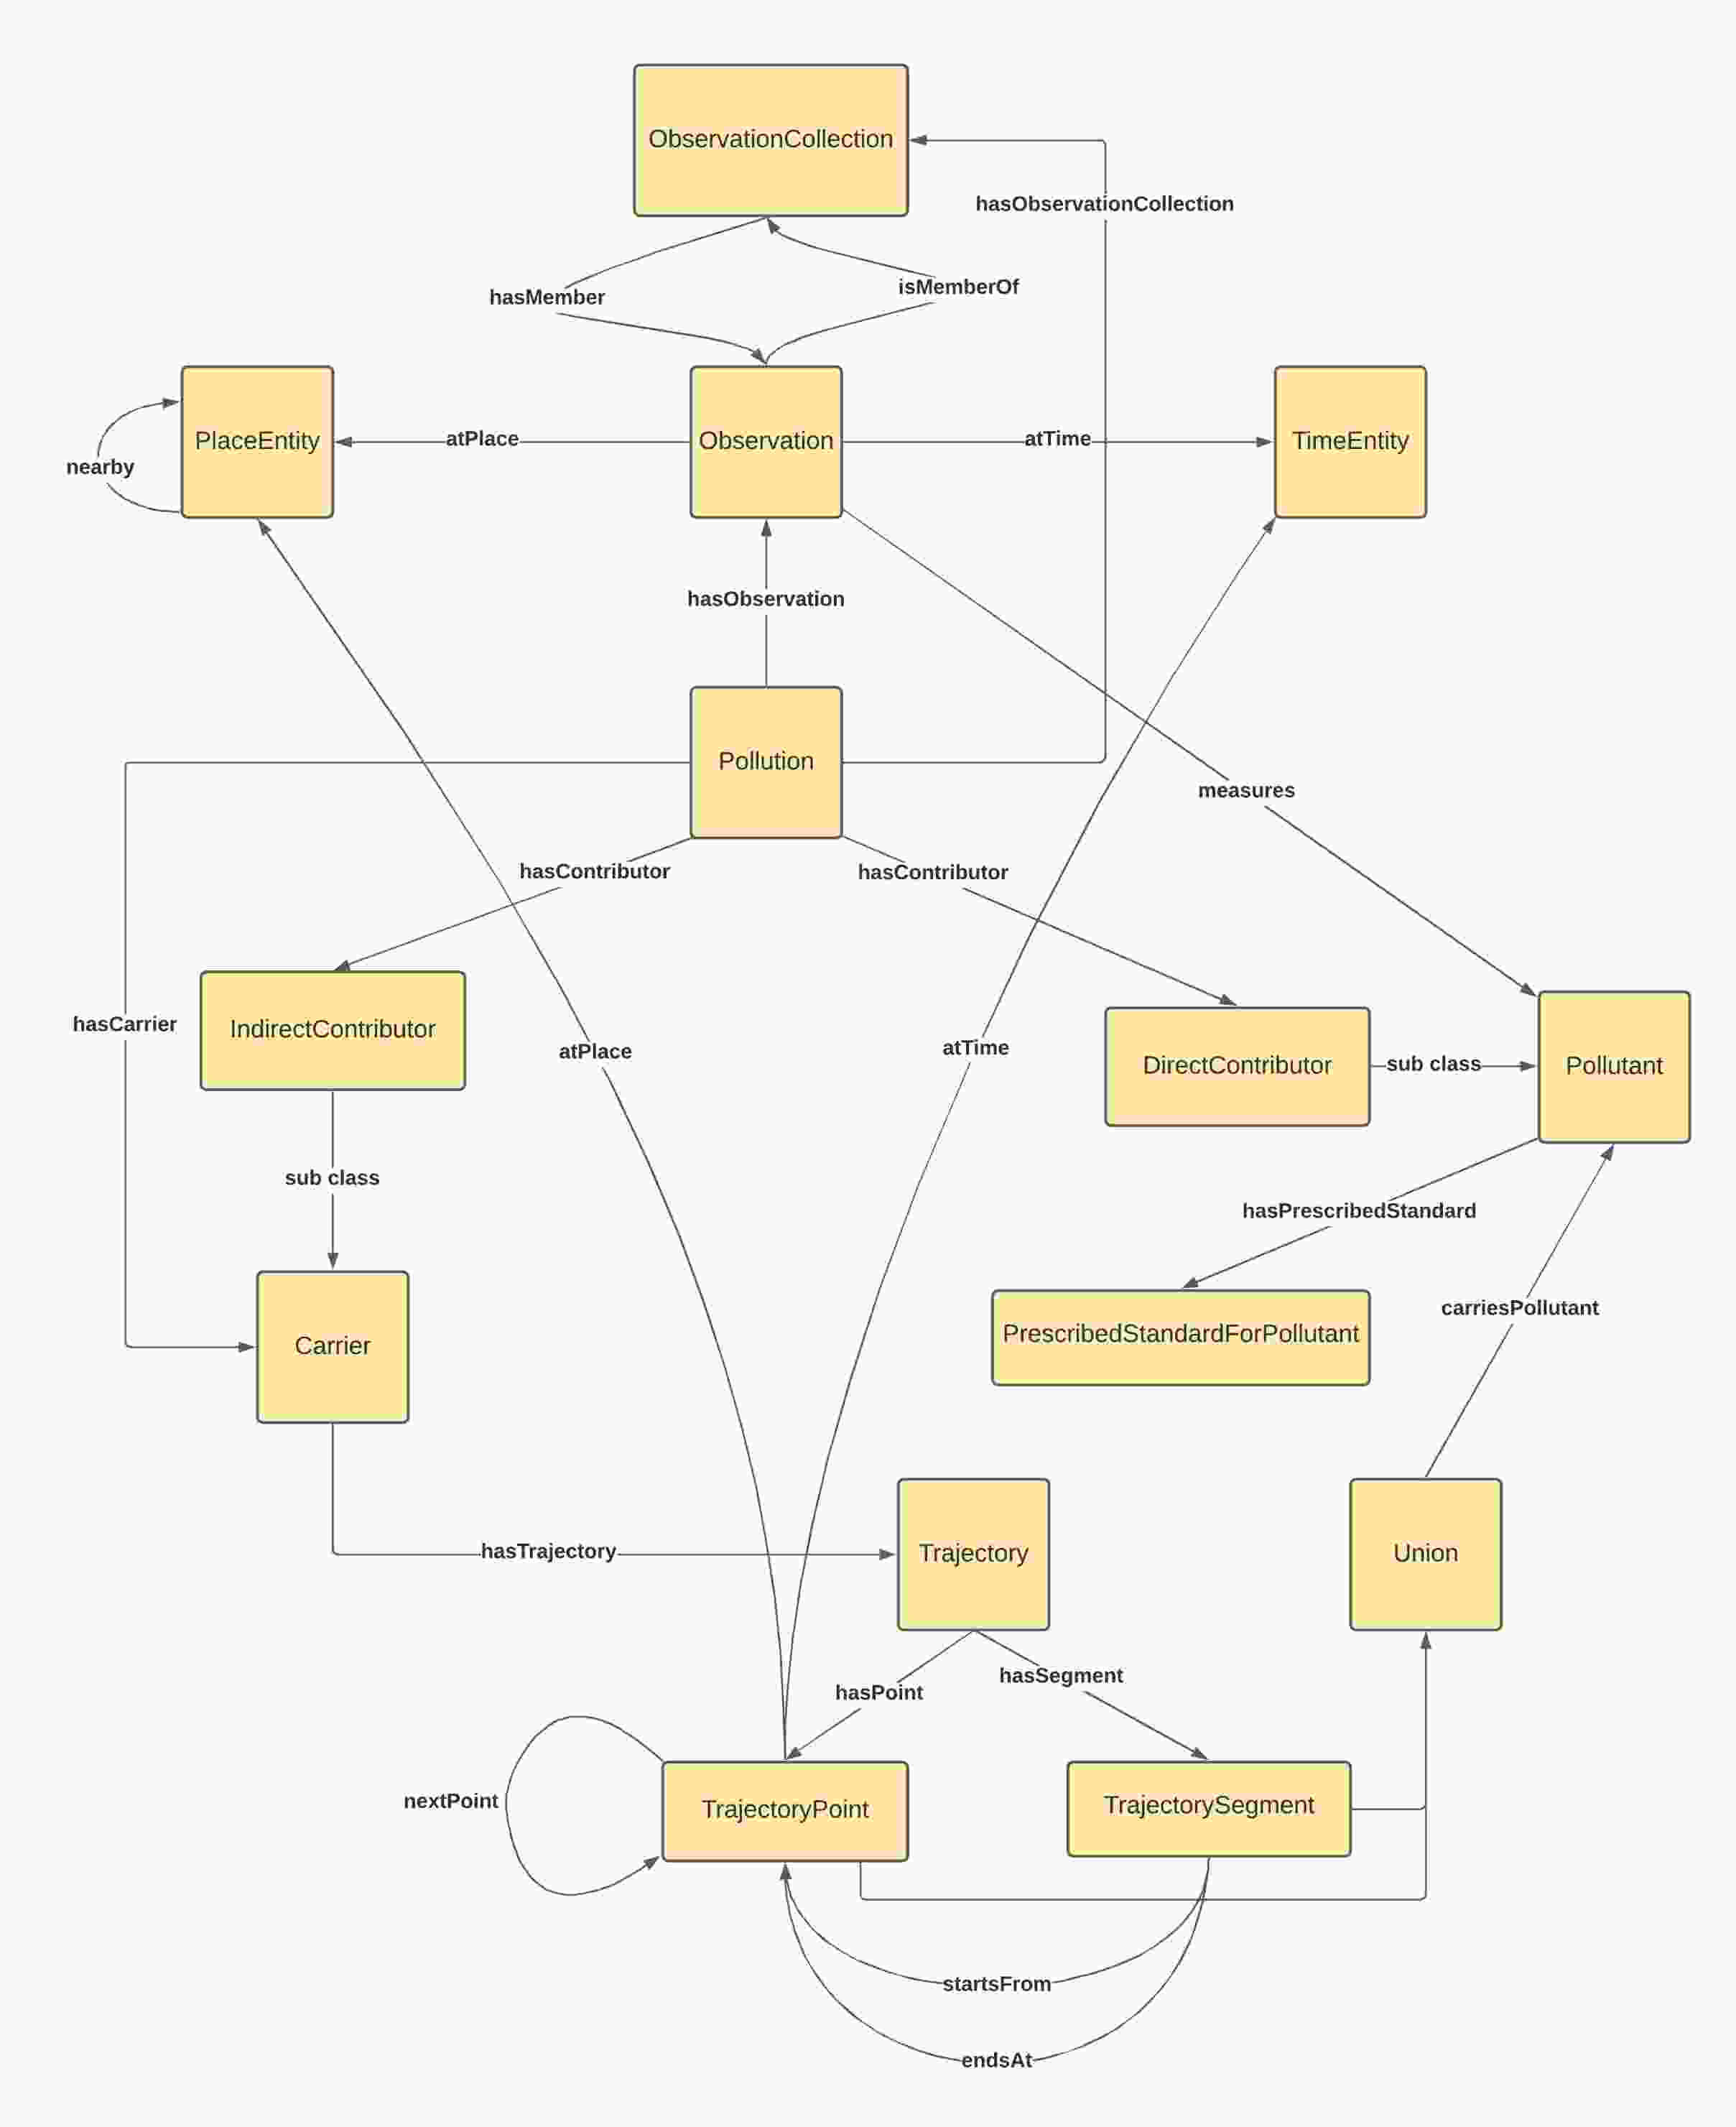 ObservationCollection
hasObservationCollection
hasMember
isMemberOf
PlaceEntity
nearby
atPlace
Observation
atTime
TimeEntity
hasObservation
Pollution
measures
hasContributor
hasContributor
hasCarrier
IndirectContributor
atPlace
atTime
DirectContributor
sub class
Pollutant
sub class
hasPrescribedStandard
carriesPollutant
PrescribedStandardForPollutant
Carrier
hasTrajectory
Trajectory
Union
hasPoint
hasSegment
nextPoint
TrajectoryPoint
TrajectorySegment
startsFrom
endsAt